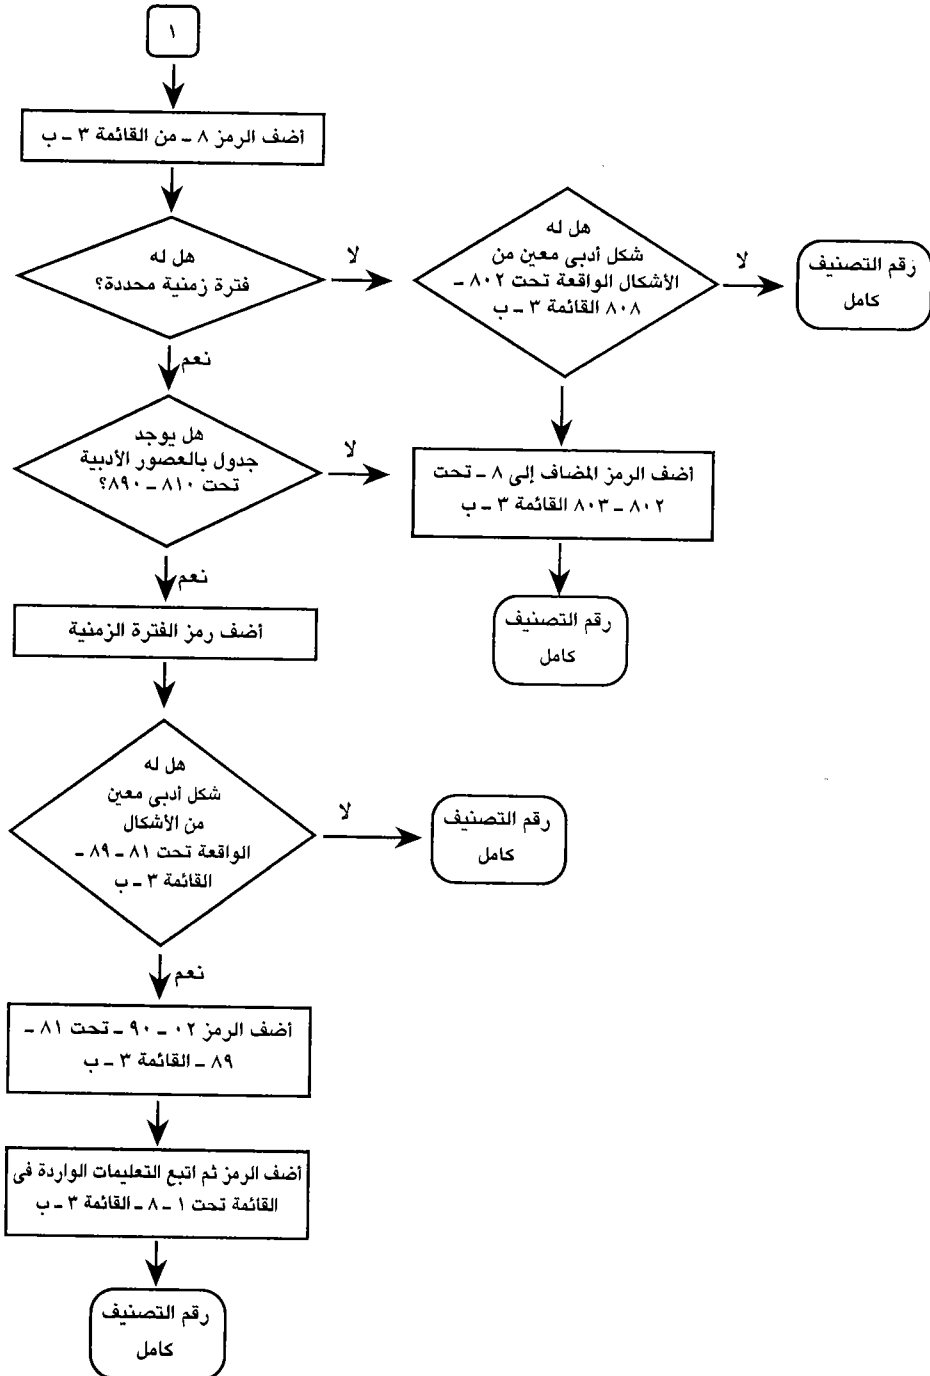 ١
أضف الرمز ٨ ـ من القائمة ٣ ـ ب
هل له
فترة زمنية محددة؟
لا
هل له
شكل أدبى معين من
الأشكال الواقعة تحت ٨٠٢ ـ
٨٠٨ القائمة ٣ ـ ب
لا
رقم التصنيف
كامل
نعم
هل يوجد
جدول بالعصور الأدبية
تحت ٨١٠ ـ ٨٩٠؟
لا
أضف الرمز المضاف إلى ٨ ـ تحت
٨٠٢ ـ ٨٠٣ القائمة ٣ ـ ب
رقم التصنيف
كامل
نعم
أضف رمز الفترة الزمنية
هل له
شكل أدبى معين
من الأشكال
الواقعة تحت ٨١ ـ ٨٩ ـ
القائمة ٣ ـ ب
لا
رقم التصنيف
كامل
نعم
أضف الرمز ٠٢ ـ ٩٠ ـ تحت ٨١ ـ
٨٩ ـ القائمة ٣ ـ ب
أضف الرمز ثم اتبع التعليمات الواردة فى
القائمة تحت ١ ـ ٨ ـ القائمة ٣ ـ ب
رقم التصنيف
كامل